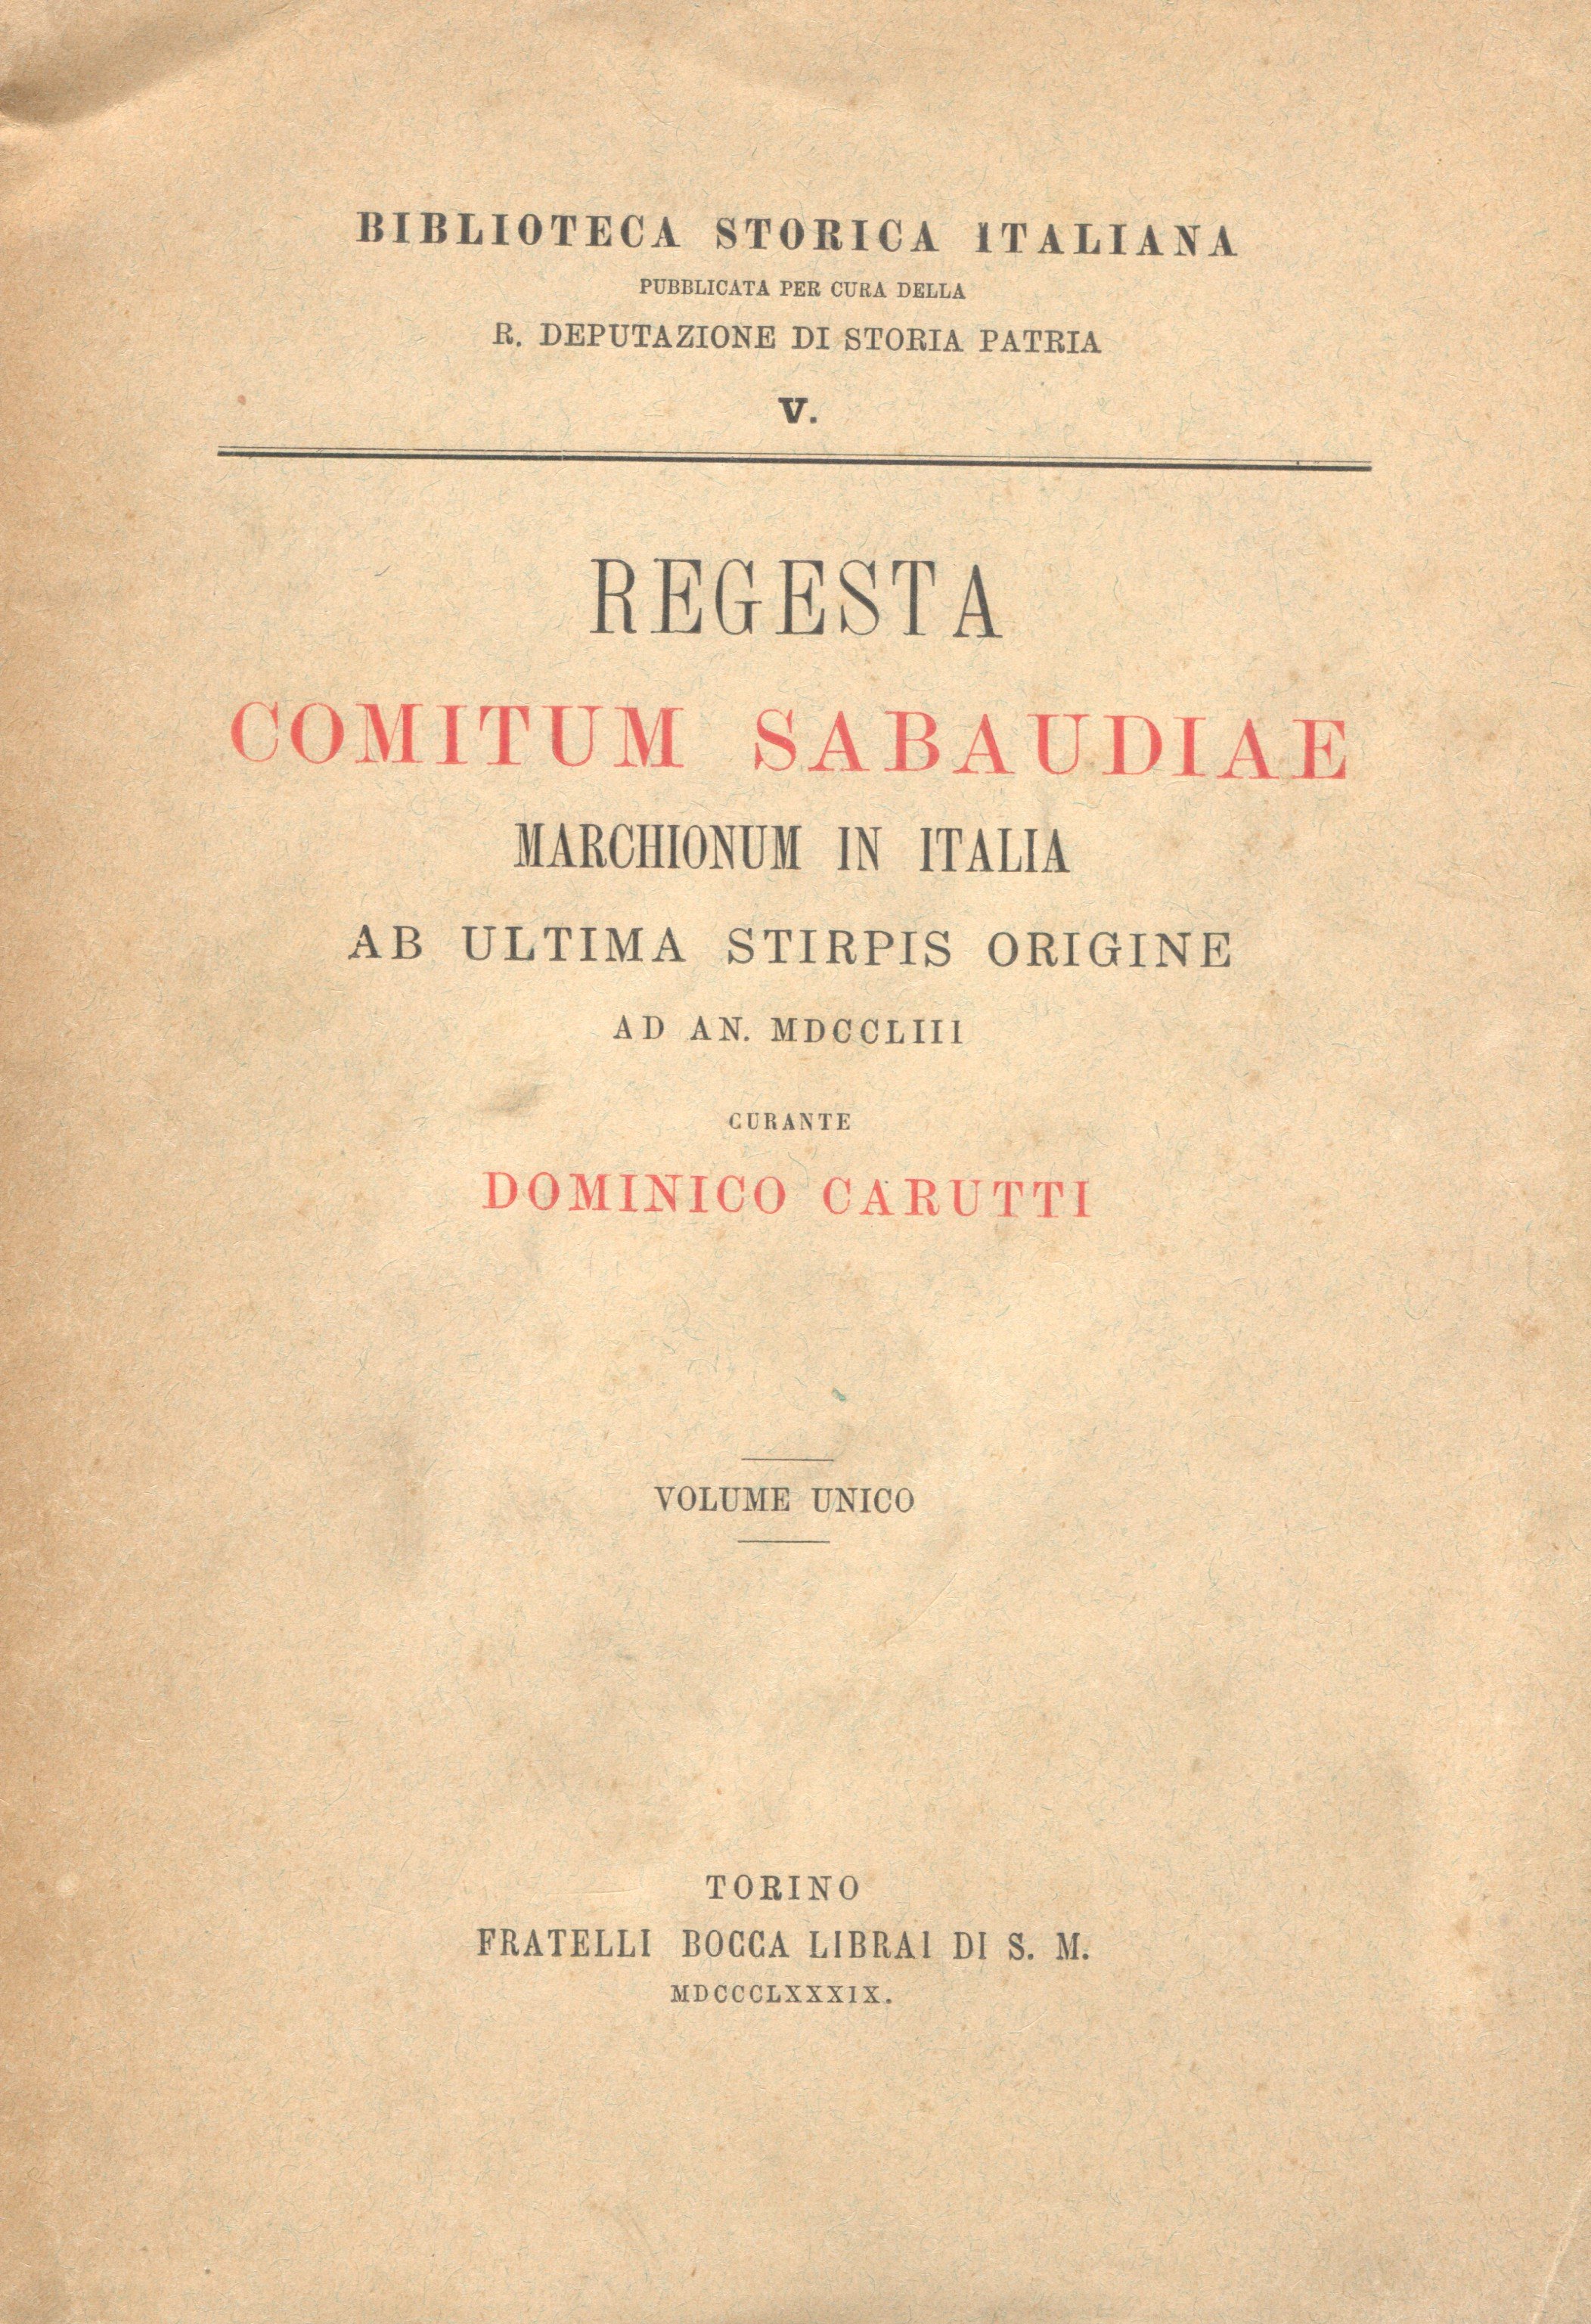 BIBLIOTECA STORICA ITALIANA
PUBBLICATA PER CURA DELLA
R. DEPUTAZIONE DI STORIA PATRIA
V.
REGESTA
COMITUM SABAUDIAE
MARCHIONUM IN ITALIA
AB ULTIMA STIRPIS ORIGINE
AD AN. MDCCLIII
CURANTE
DOMINICO CARUTTI
VOLUME UNICO
TORINO
FRATELLI BOCCA LIBRAI DI S. M.
MDCCCLXXXIX.